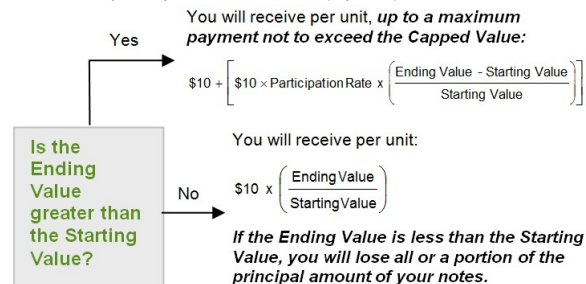 You will receive per unit, up to a maximum
payment not to exceed the Capped Value:
Yes
$10 + [ $10 × Participation Rate x ( Ending Value - Starting Value / Starting Value ) ]
Is the
Ending
Value
greater than
the Starting
Value?
You will receive per unit:
No
$10 x ( Ending Value / Starting Value )
If the Ending Value is less than the Starting
Value, you will lose all or a portion of the
principal amount of your notes.